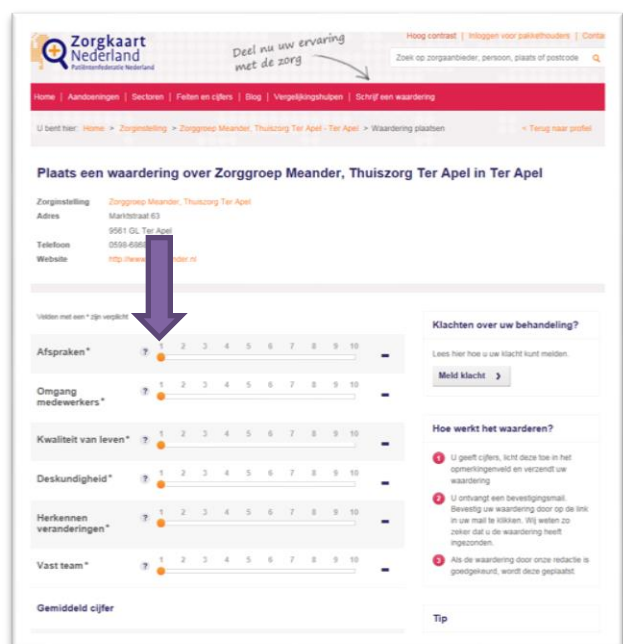 Zorgkaart
Nederland
Patiëntenfederatie Nederland
Deel nu uw ervaring
met de zorg
Hoog contrast | Inloggen voor pakkethouders | Conta
Zoek op zorgaanbieder, persoon, plaats of postcode
Home | Aandoeningen | Sectoren | Feiten en cijfers | Blog | Vergelijkingshulpen | Schrijf een waardering
U bent hier: Home > Zorginstelling > Zorggroep Meander, Thuiszorg Ter Apel - Ter Apel > Waardering plaatsen
< Terug naar profiel
Plaats een waardering over Zorggroep Meander, Thuiszorg Ter Apel in Ter Apel
Zorginstelling Zorggroep Meander, Thuiszorg Ter Apel
Adres Marktstraat 63
9561 GL Ter Apel
Telefoon
Website
Velden met een * zijn verplicht
Afspraken* ? 1 2 3 4 5 6 7 8 9 10 -
Omgang
medewerkers* ? 1 2 3 4 5 6 7 8 9 10 -
Kwaliteit van leven* ? 1 2 3 4 5 6 7 8 9 10 -
Deskundigheid* ? 1 2 3 4 5 6 7 8 9 10 -
Herkennen
veranderingen* ? 1 2 3 4 5 6 7 8 9 10 -
Vast team* ? 1 2 3 4 5 6 7 8 9 10 -
Gemiddeld cijfer
Klachten over uw behandeling?
Lees hier hoe u uw klacht kunt melden.
Meld klacht
Hoe werkt het waarderen?
1 U geeft cijfers, licht deze toe in het
opmerkingenveld en verzendt uw
waardering
2 U ontvangt een bevestigingsmail.
Bevestig uw waardering door op de link
in uw mail te klikken. Wij weten zo
zeker dat u de waardering heeft
ingezonden.
3 Als de waardering door onze redactie is
goedgekeurd, wordt deze geplaatst
Tip